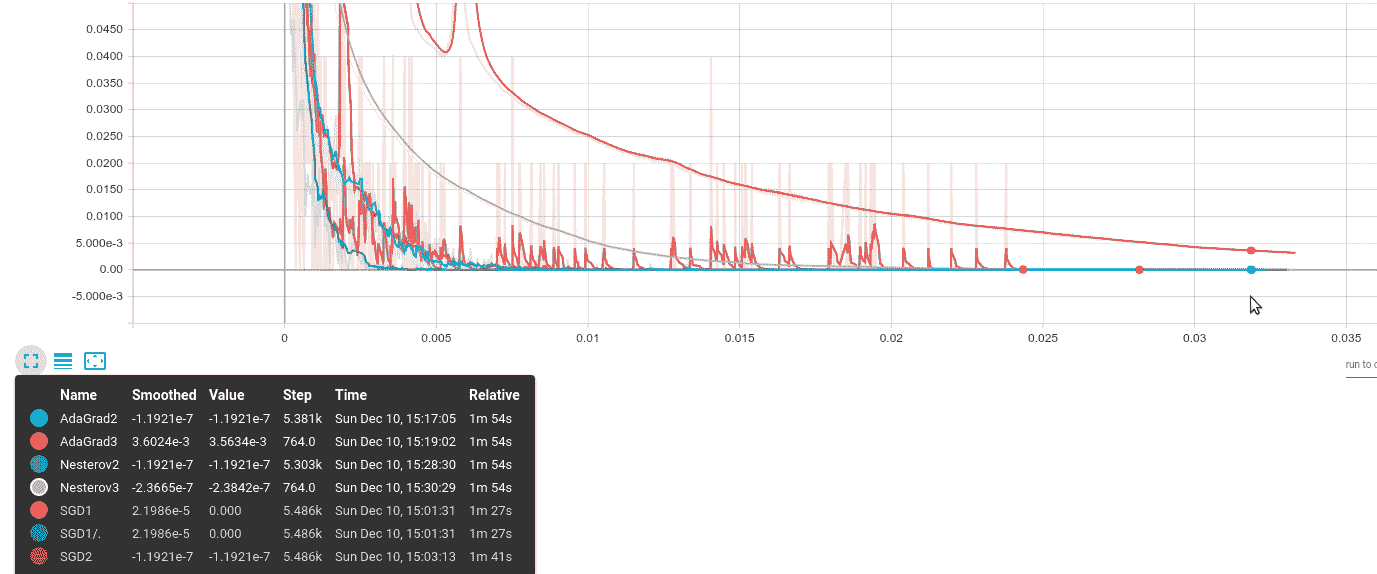 0.0450
0.0400
0.0350
0.0300
0.0250
0.0200
0.0150
0.0100
5.000e-3
0.00
-5.000e-3
0 0.005 0.01 0.015 0.02 0.025 0.03 0.035
run to
Name Smoothed Value Step Time Relative
AdaGrad2 -1.1921e-7 -1.1921e-7 5.381k Sun Dec 10, 15:17:05 1m 54s
AdaGrad3 3.6024e-3 3.5634e-3 764.0 Sun Dec 10, 15:19:02 1m 54s
Nesterov2 -1.1921e-7 -1.1921e-7 5.303k Sun Dec 10, 15:28:30 1m 54s
Nesterov3 -2.3665e-7 -2.3842e-7 764.0 Sun Dec 10, 15:30:29 1m 54s
SGD1 2.1986e-5 0.000 5.486k Sun Dec 10, 15:01:31 1m 27s
SGD1/. 2.1986e-5 0.000 5.486k Sun Dec 10, 15:01:31 1m 27s
SGD2 -1.1921e-7 -1.1921e-7 5.486k Sun Dec 10, 15:03:13 1m 41s